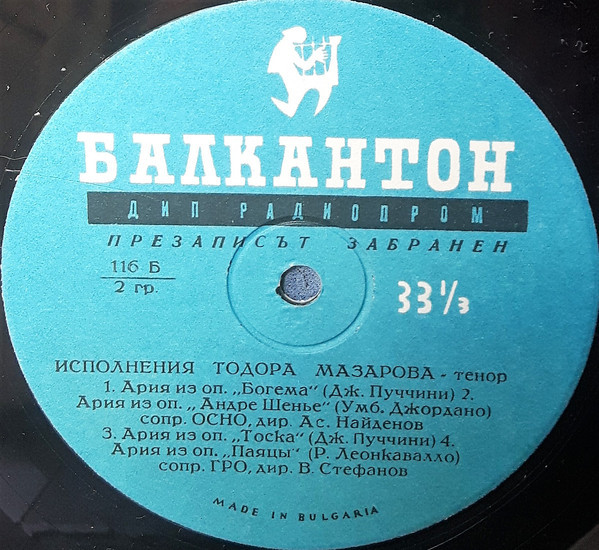 БАЛКАНТОН
ДИП РАДИОПРОМ
ПРЕЗАПИСЪТ ЗАБРАНЕН
116 Б
2 гр.
33 1/3
ИСПОЛНЕНИЯ ТОДОРА МАЗАРОВА - тенор
1. Ария из оп. „Богема“ (Дж. Пуччини) 2.
Ария из оп. „Андре Шенье“ (Умб. Джордано)
сопр. ОСНО, дир. Ас. Найденов
3. Ария из оп. „Тоска“ (Дж. Пуччини) 4.
Ария из оп. „Паяцы“ (Р. Леонкавалло)
сопр. ГРО, дир. В. Стефанов
MADE IN BULGARIA